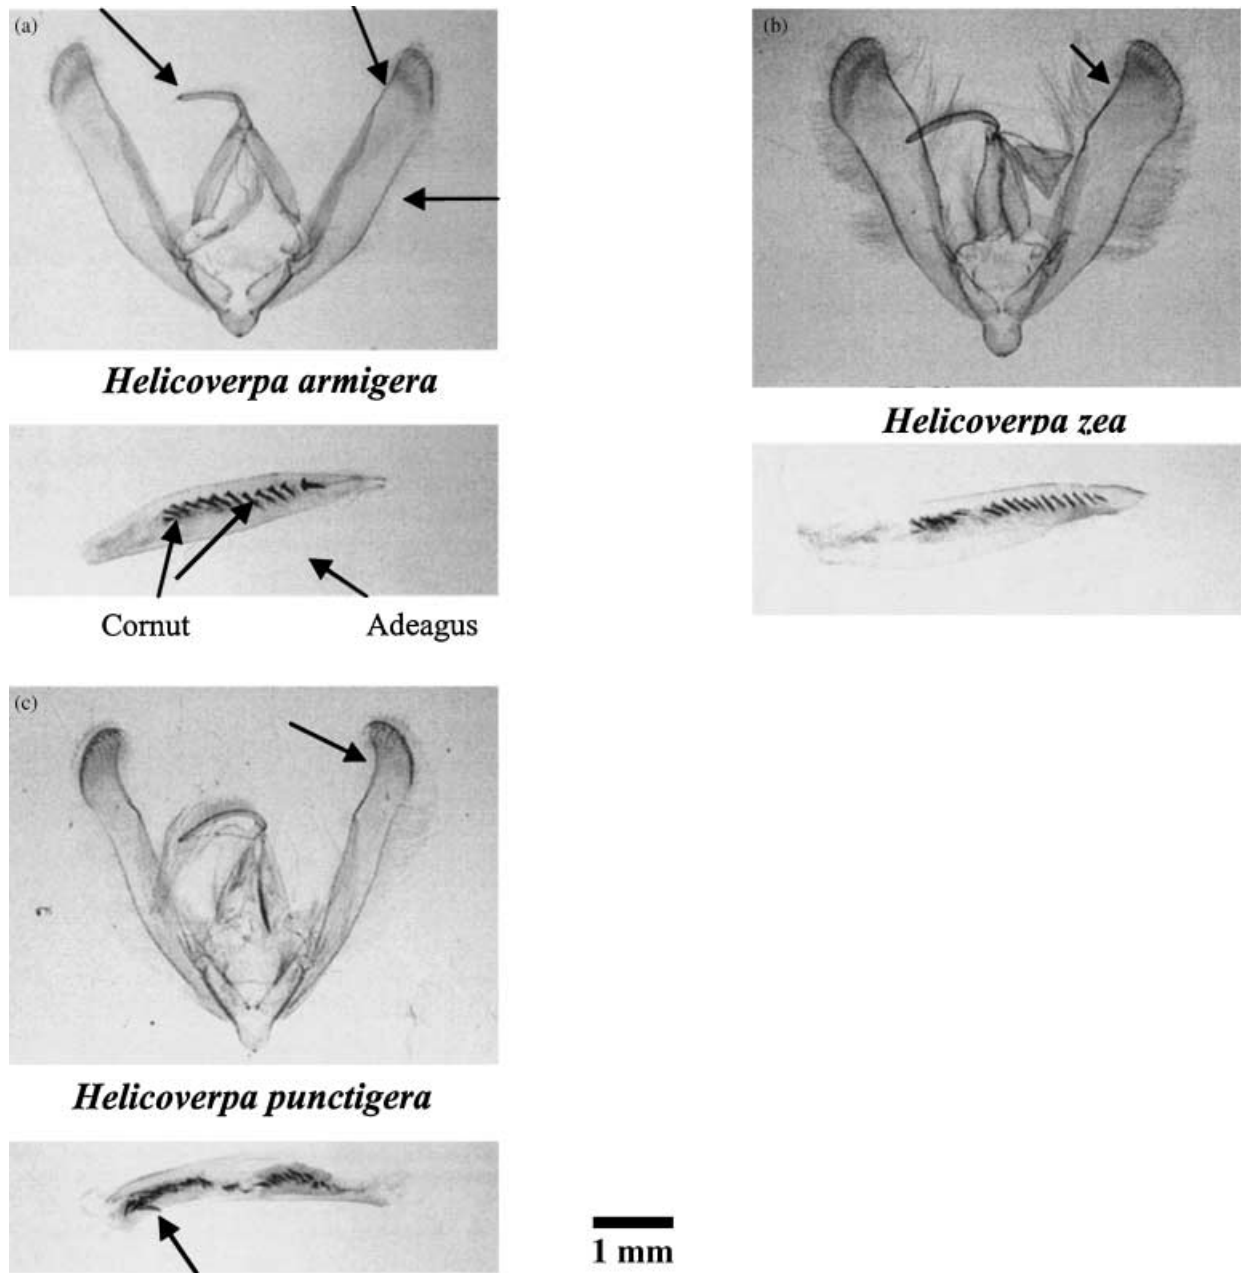 (a)
(b)
Helicoverpa armigera
Helicoverpa zea
Cornut
Adeagus
(c)
Helicoverpa punctigera
1 mm